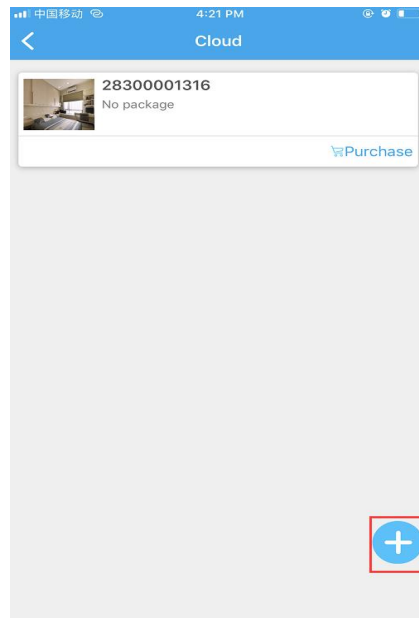 中国移动 4:21 PM
Cloud
28300001316
No package
Purchase